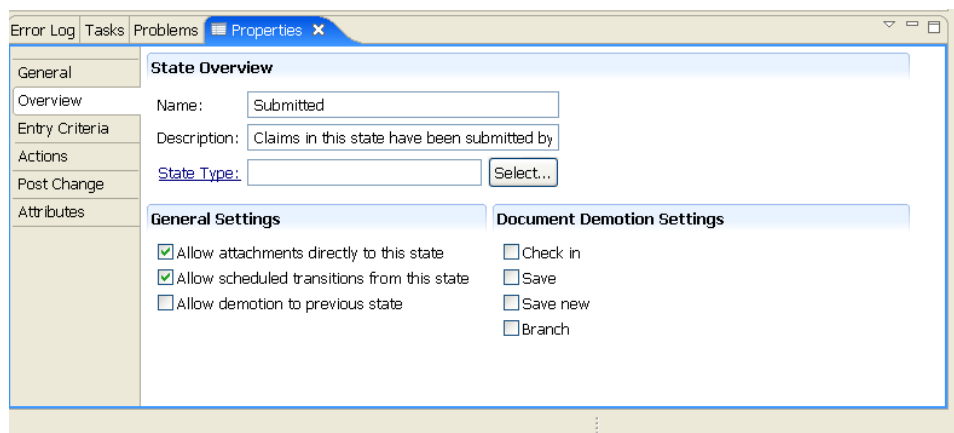 Error Log Tasks Problems Properties
General
Overview
Entry Criteria
Actions
Post Change
Attributes
State Overview
Name: Submitted
Description: Claims in this state have been submitted by
State Type: Select...
General Settings
Allow attachments directly to this state
Allow scheduled transitions from this state
Allow demotion to previous state
Document Demotion Settings
Check in
Save
Save new
Branch